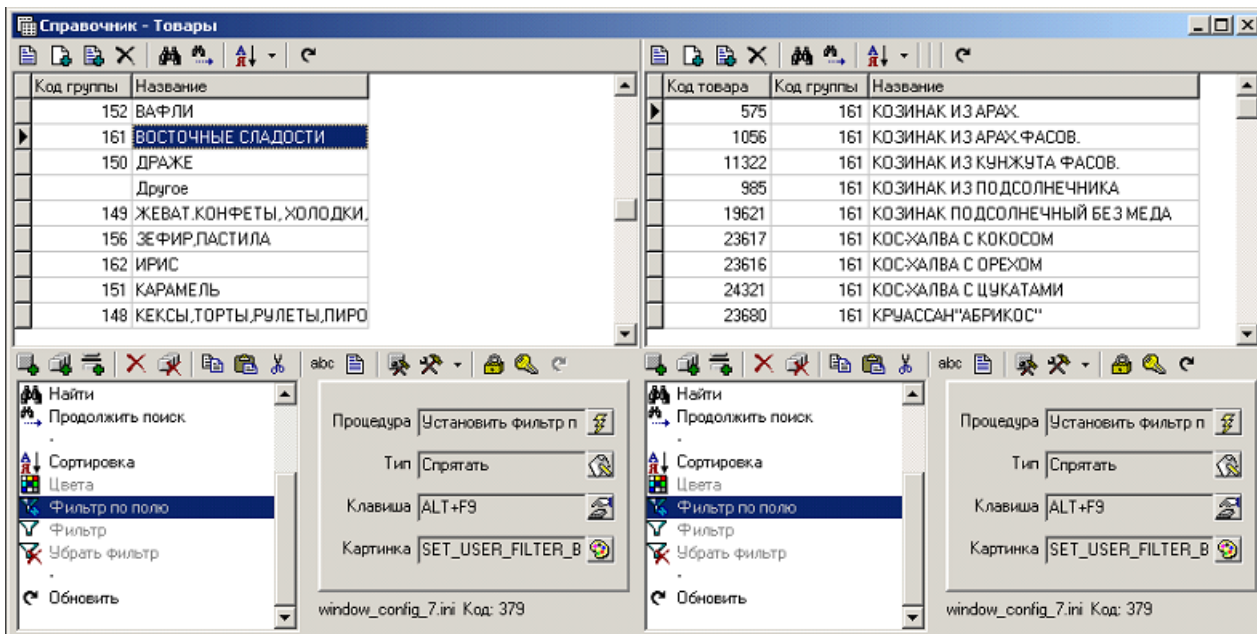 Справочник - Товары
Код группы Название
152 ВАФЛИ
161 ВОСТОЧНЫЕ СЛАДОСТИ
150 ДРАЖЕ
Другое
149 ЖЕВАТ.КОНФЕТЫ, ХОЛОДКИ,
156 ЗЕФИР,ПАСТИЛА
162 ИРИС
151 КАРАМЕЛЬ
148 КЕКСЫ,ТОРТЫ,РУЛЕТЫ,ПИРО
Код товара Код группы Название
575 161 КОЗИНАК ИЗ АРАХ.
1056 161 КОЗИНАК ИЗ АРАХ.ФАСОВ.
11322 161 КОЗИНАК ИЗ КУНЖУТА ФАСОВ.
985 161 КОЗИНАК ИЗ ПОДСОЛНЕЧНИКА
19621 161 КОЗИНАК ПОДСОЛНЕЧНЫЙ БЕЗ МЕДА
23617 161 КОС-ХАЛВА С КОКОСОМ
23616 161 КОС-ХАЛВА С ОРЕХОМ
24321 161 КОС-ХАЛВА С ЦУКАТАМИ
23680 161 КРУАССАН"АБРИКОС"
abc
Найти
Продолжить поиск
.
Сортировка
Цвета
Фильтр по полю
Фильтр
Убрать фильтр
.
Обновить
Процедура Установить фильтр п
Тип Спрятать
Клавиша ALT+F9
Картинка SET_USER_FILTER_B
window_config_7.ini Код: 379
abc
Найти
Продолжить поиск
.
Сортировка
Цвета
Фильтр по полю
Фильтр
Убрать фильтр
.
Обновить
Процедура Установить фильтр п
Тип Спрятать
Клавиша ALT+F9
Картинка SET_USER_FILTER_B
window_config_7.ini Код: 379